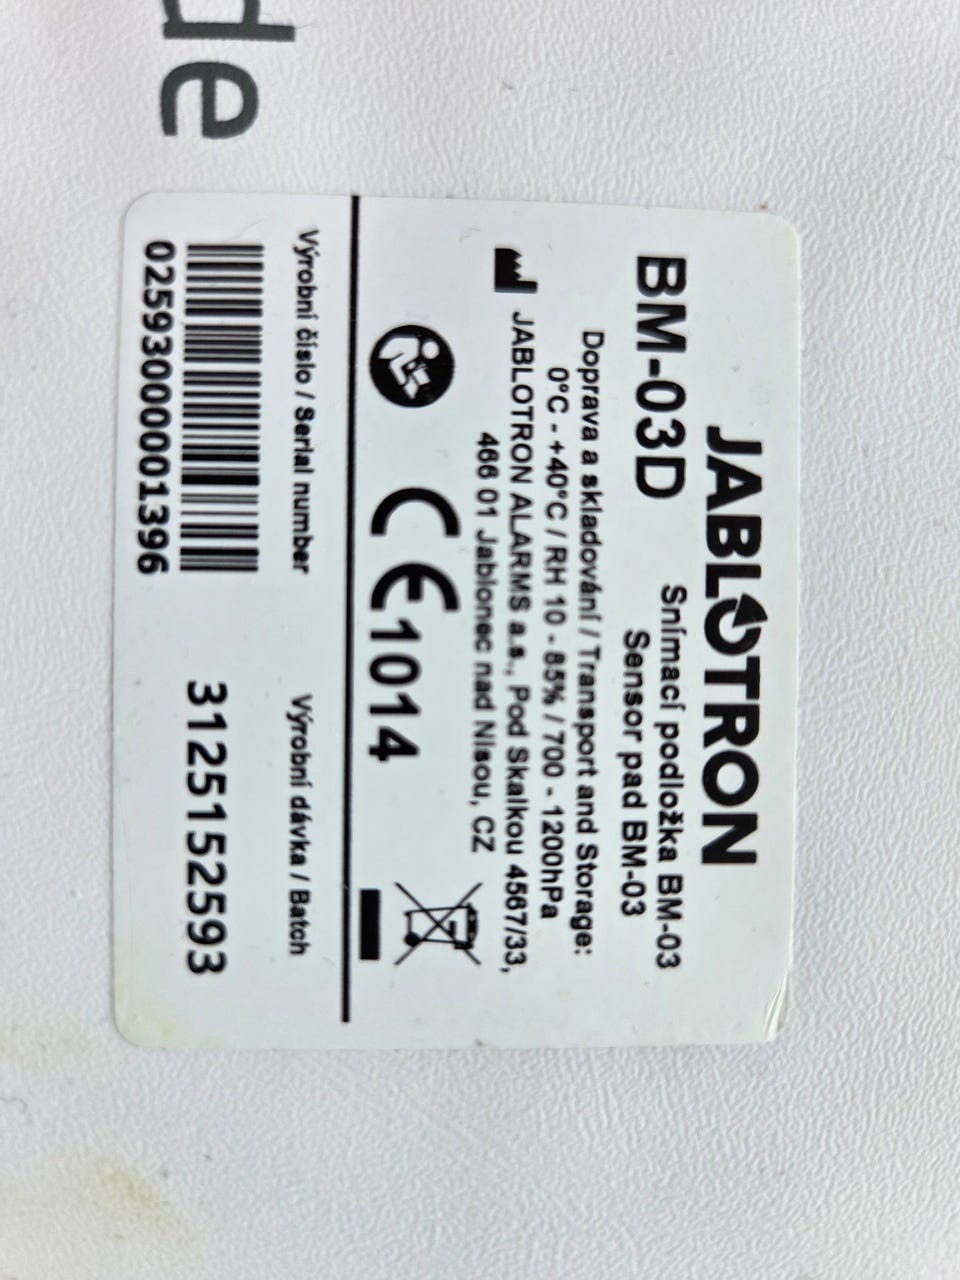 de
JABLOTRON
BM-03D
Snímací podložka BM-03
Sensor pad BM-03
Doprava a skladování / Transport and Storage:
0°C - +40°C / RH 10 - 85% / 700 - 1200hPa
JABLOTRON ALARMS a.s., Pod Skalkou 4567/33,
466 01 Jablonec nad Nisou, CZ
CE1014
Výrobní číslo / Serial number
Výrobní dávka / Batch
02593000001396
3125152593